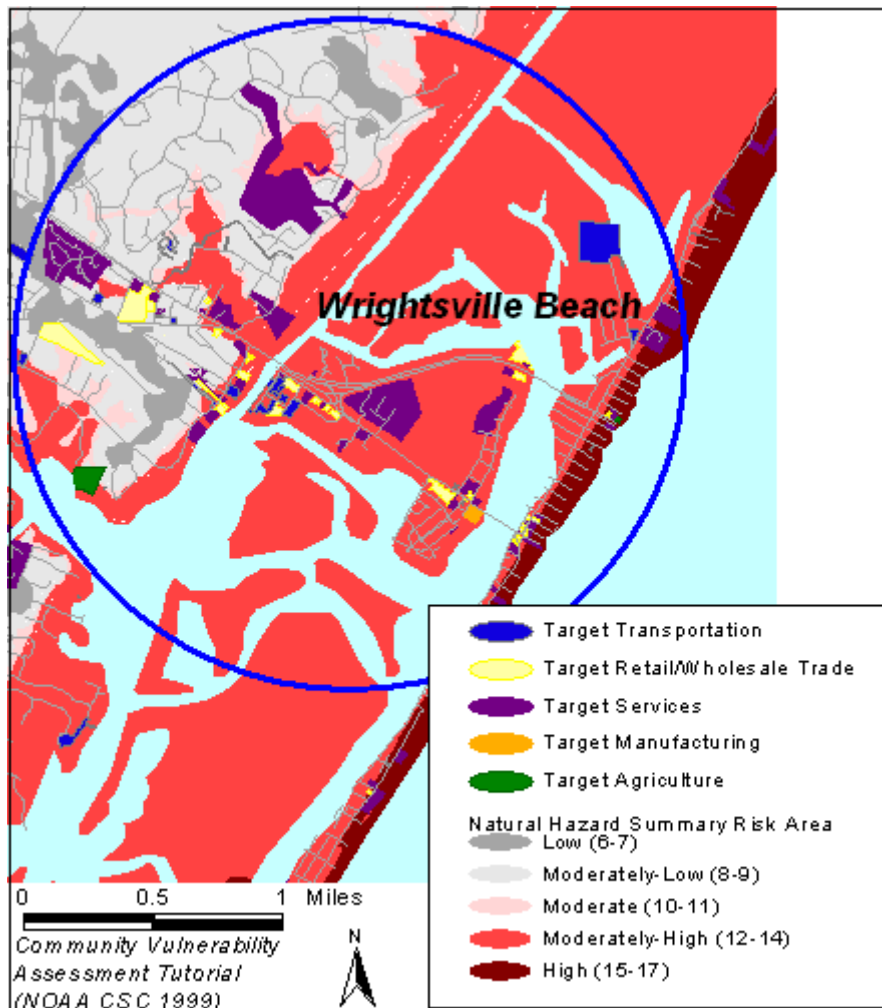 Wrightsville Beach
Target Transportation
Target Retail/Wholesale Trade
Target Services
Target Manufacturing
Target Agriculture
Natural Hazard Summary Risk Area
Low (6-7)
Moderately-Low (8-9)
Moderate (10-11)
Moderately-High (12-14)
High (15-17)
0 0.5 1 Miles
Community Vulnerability
Assessment Tutorial
(NOAA CSC 1999)
N